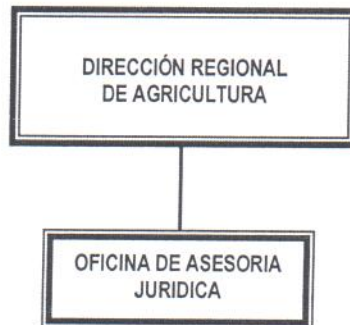 DIRECCIÓN REGIONAL
DE AGRICULTURA
OFICINA DE ASESORIA
JURIDICA